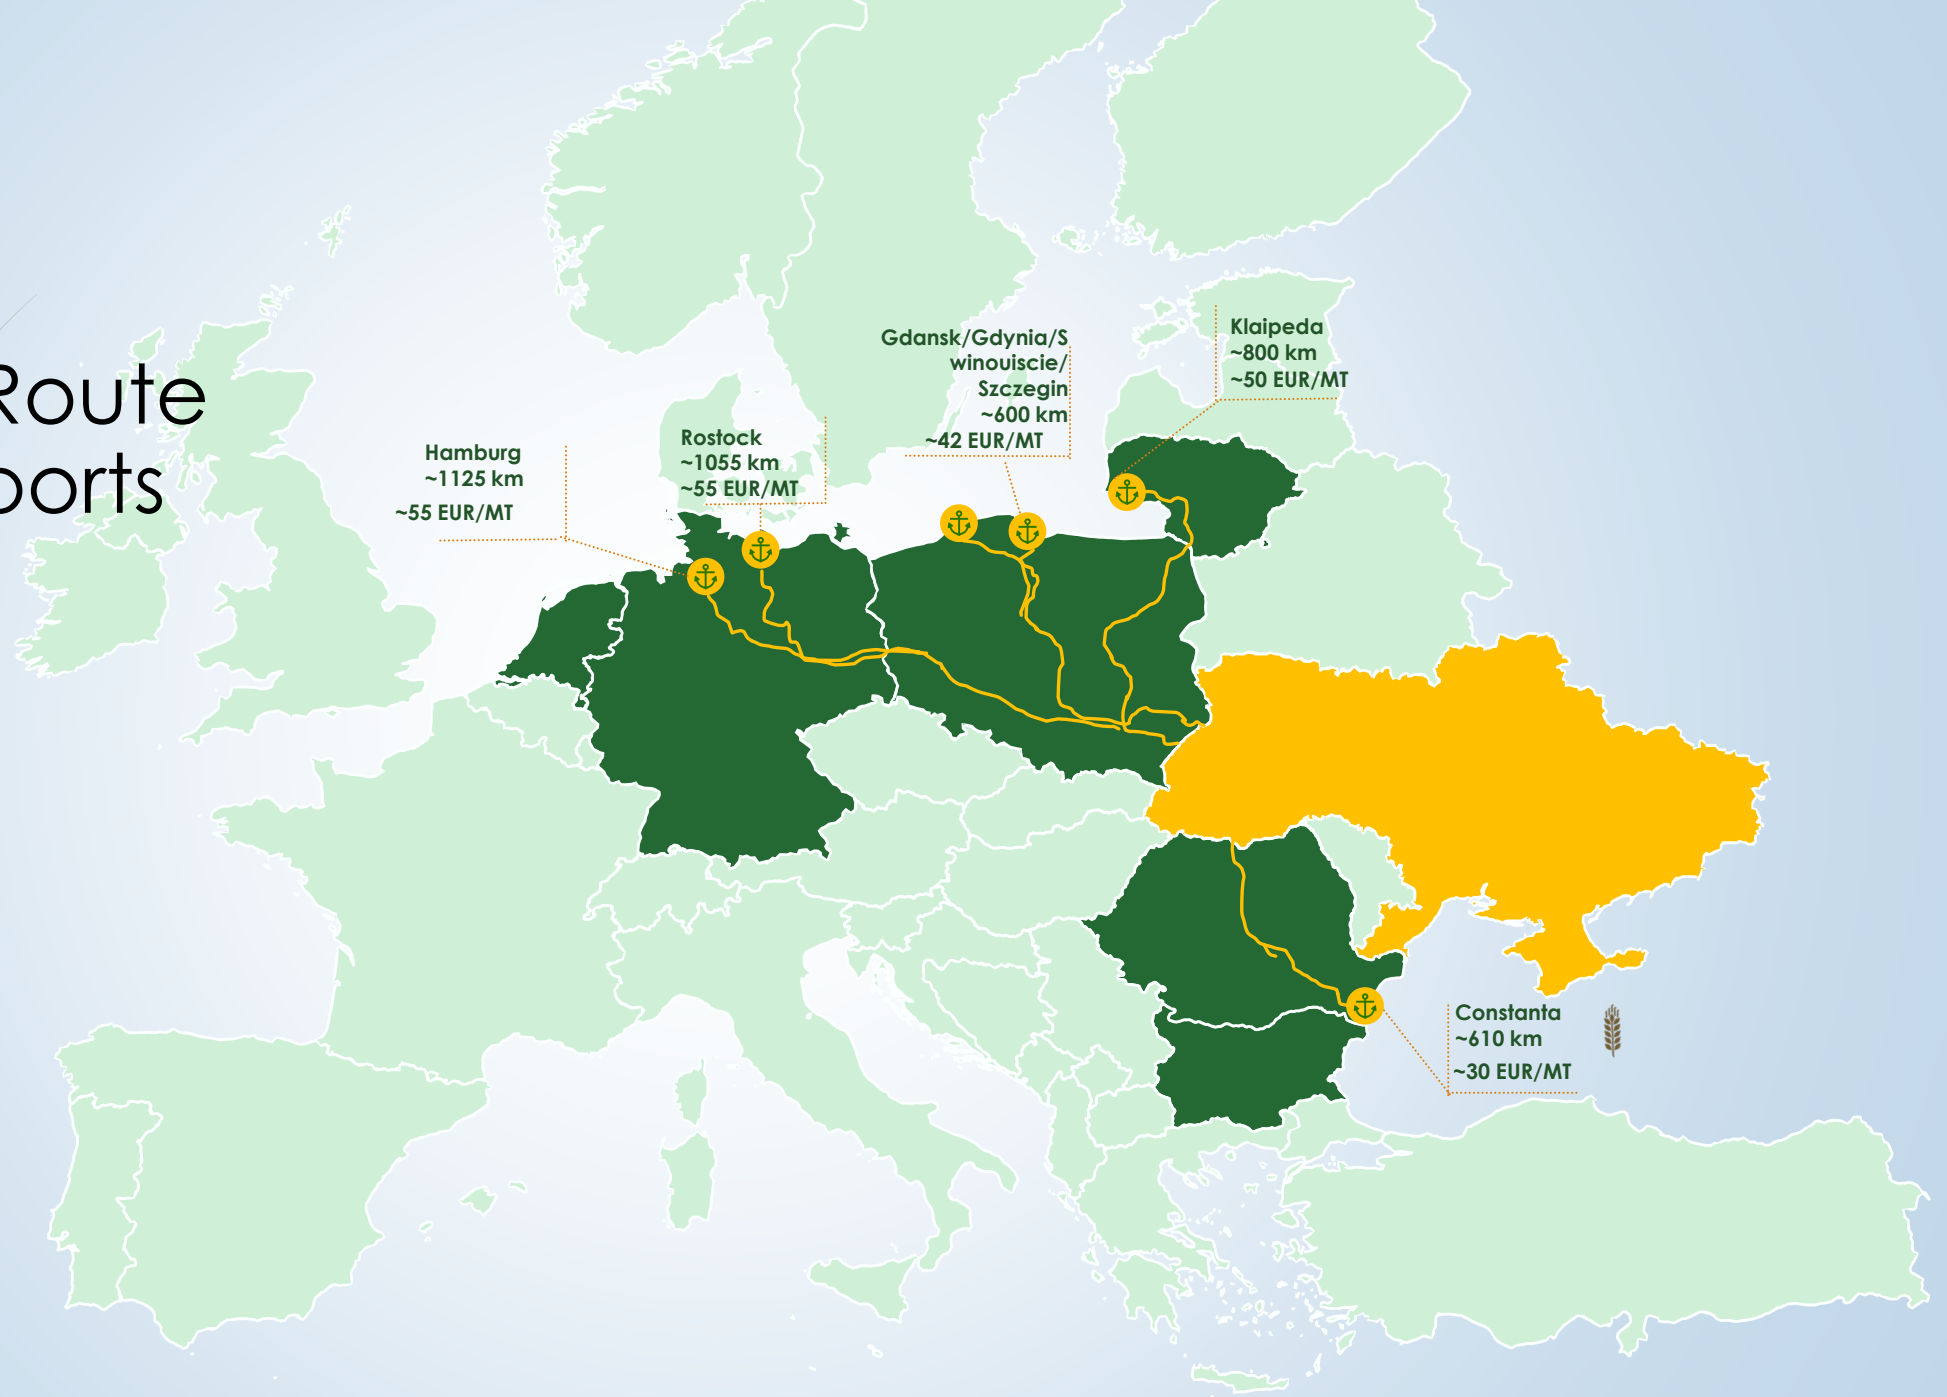 Route
ports
Hamburg
~1125 km
~55 EUR/MT
Rostock
~1055 km
~55 EUR/MT
Gdansk/Gdynia/S
winouiscie/
Szczegin
~600 km
~42 EUR/MT
Klaipeda
~800 km
~50 EUR/MT
Constanta
~610 km
~30 EUR/MT